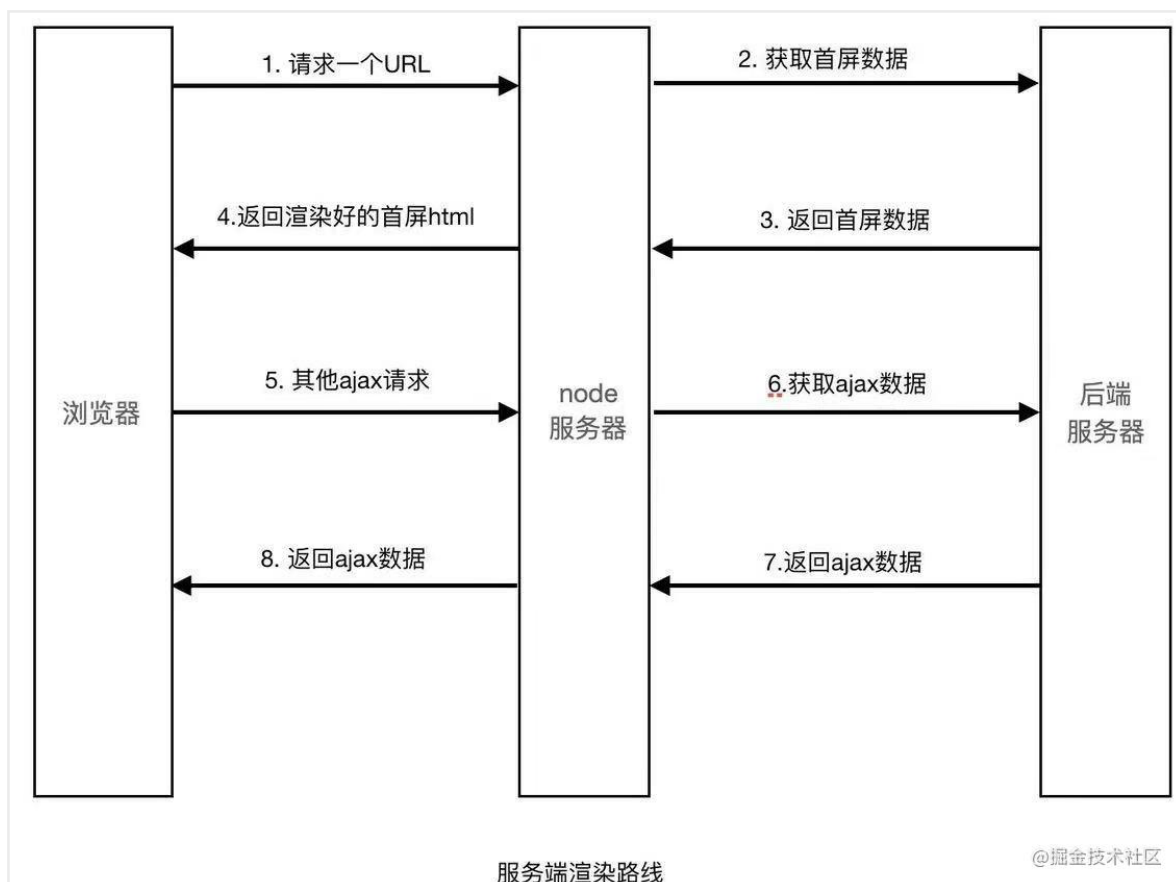 1. 请求一个URL
2. 获取首屏数据
4.返回渲染好的首屏html
3. 返回首屏数据
5. 其他ajax请求
6.获取ajax数据
浏览器
node
服务器
后端
服务器
8. 返回ajax数据
7.返回ajax数据
服务端渲染路线
@掘金技术社区